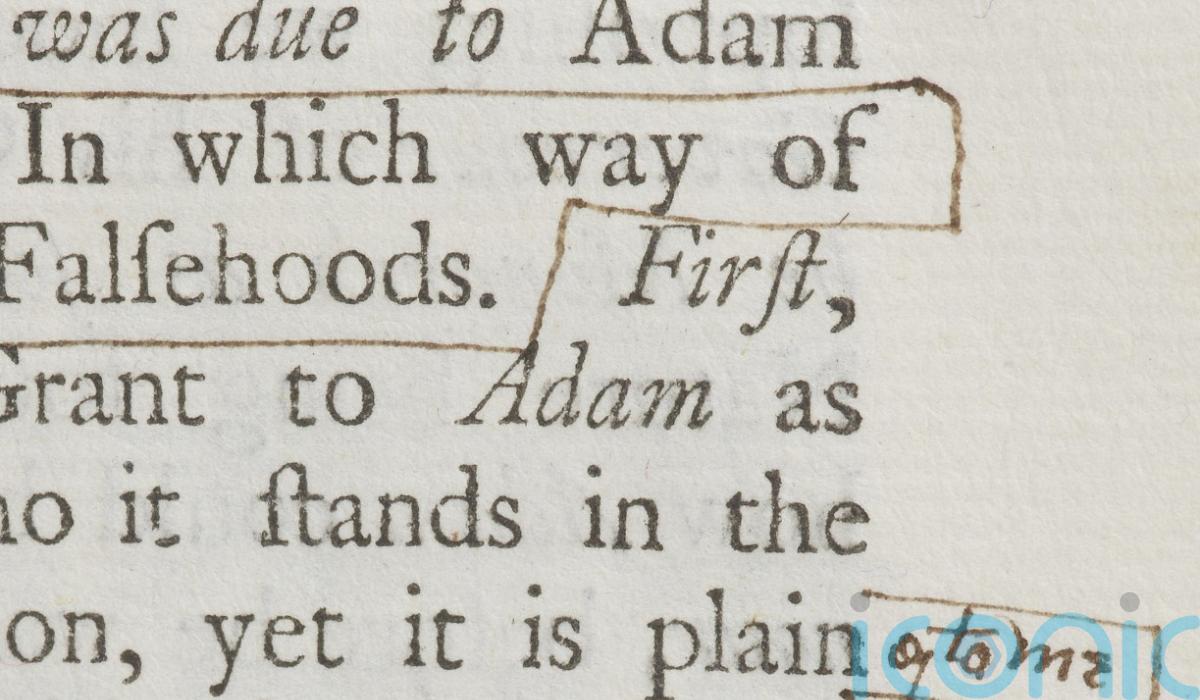 was due to Adam
In which way of
Falſehoods. Firſt,
Grant to Adam as
it ſtands in the
on, yet it is plain
iconic